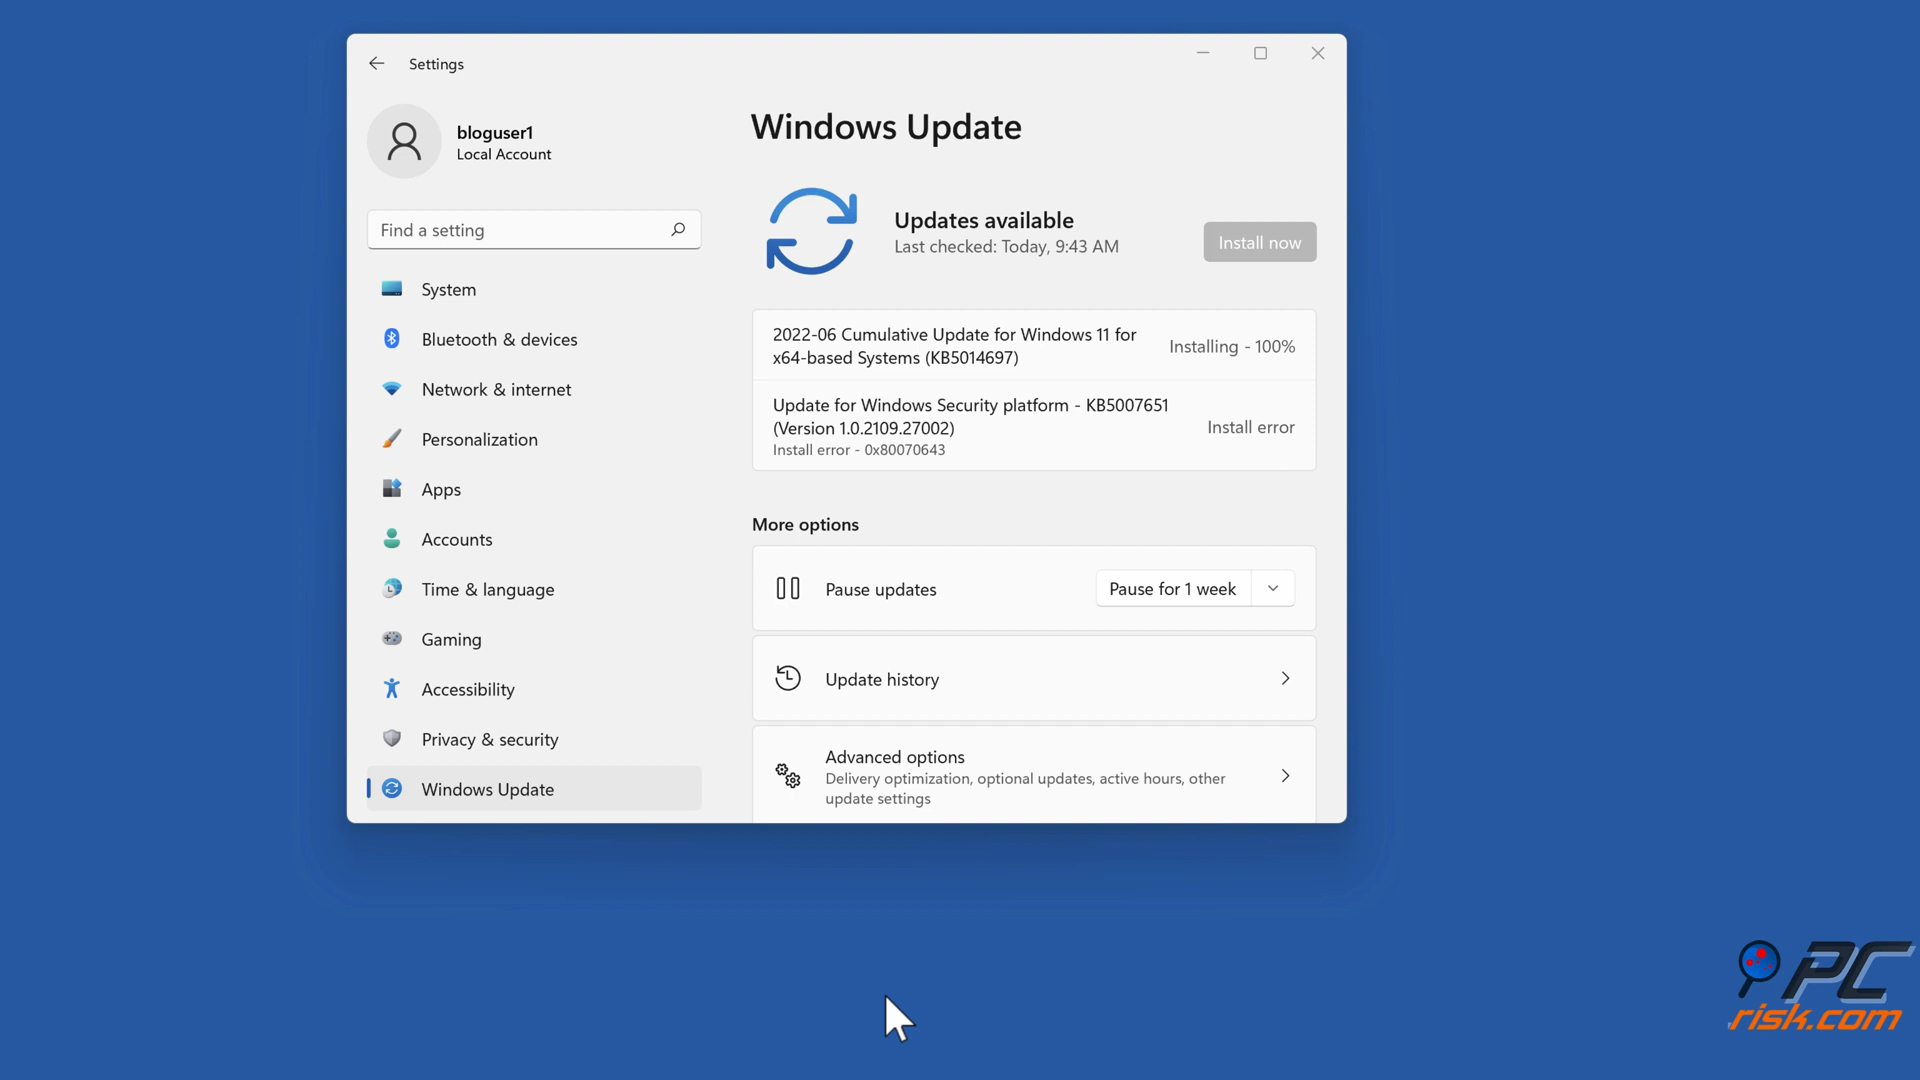 Settings
bloguser1
Local Account
Find a setting
System
Bluetooth & devices
Network & internet
Personalization
Apps
Accounts
Time & language
Gaming
Accessibility
Privacy & security
Windows Update
Windows Update
Updates available
Last checked: Today, 9:43 AM
Install now
2022-06 Cumulative Update for Windows 11 for
x64-based Systems (KB5014697)
Installing - 100%
Update for Windows Security platform - KB5007651
(Version 1.0.2109.27002)
Install error - 0x80070643
Install error
More options
Pause updates
Pause for 1 week
Update history
Advanced options
Delivery optimization, optional updates, active hours, other
update settings
PC
risk.com